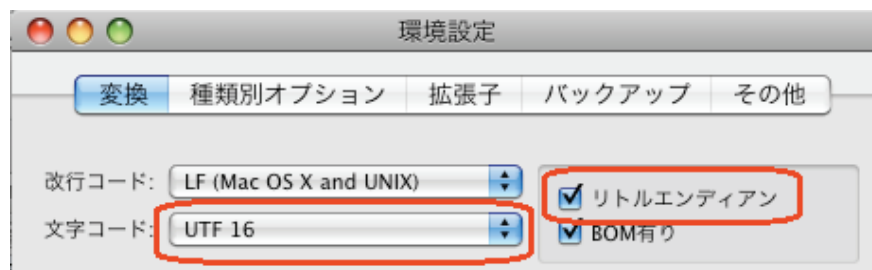 環境設定
変換 種類別オプション 拡張子 バックアップ その他
改行コード: LF (Mac OS X and UNIX)
リトルエンディアン
文字コード: UTF 16
BOM有り